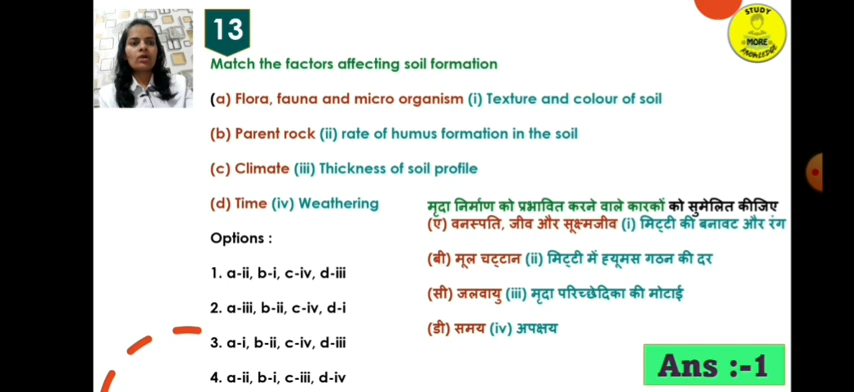 13
STUDY
MORE
KNOWLEDGE
Match the factors affecting soil formation
(a) Flora, fauna and micro organism (i) Texture and colour of soil
(b) Parent rock (ii) rate of humus formation in the soil
(c) Climate (iii) Thickness of soil profile
(d) Time (iv) Weathering
Options :
1. a-ii, b-i, c-iv, d-iii
2. a-iii, b-ii, c-iv, d-i
3. a-i, b-ii, c-iv, d-iii
4. a-ii, b-i, c-iii, d-iv
मृदा निर्माण को प्रभावित करने वाले कारकों को सुमेलित कीजिए
(ए) वनस्पति, जीव और सूक्ष्मजीव (i) मिट्टी की बनावट और रंग
(बी) मूल चट्टान (ii) मिट्टी में ह्यूमस गठन की दर
(सी) जलवायु (iii) मृदा परिच्छेदिका की मोटाई
(डी) समय (iv) अपक्षय
Ans :-1